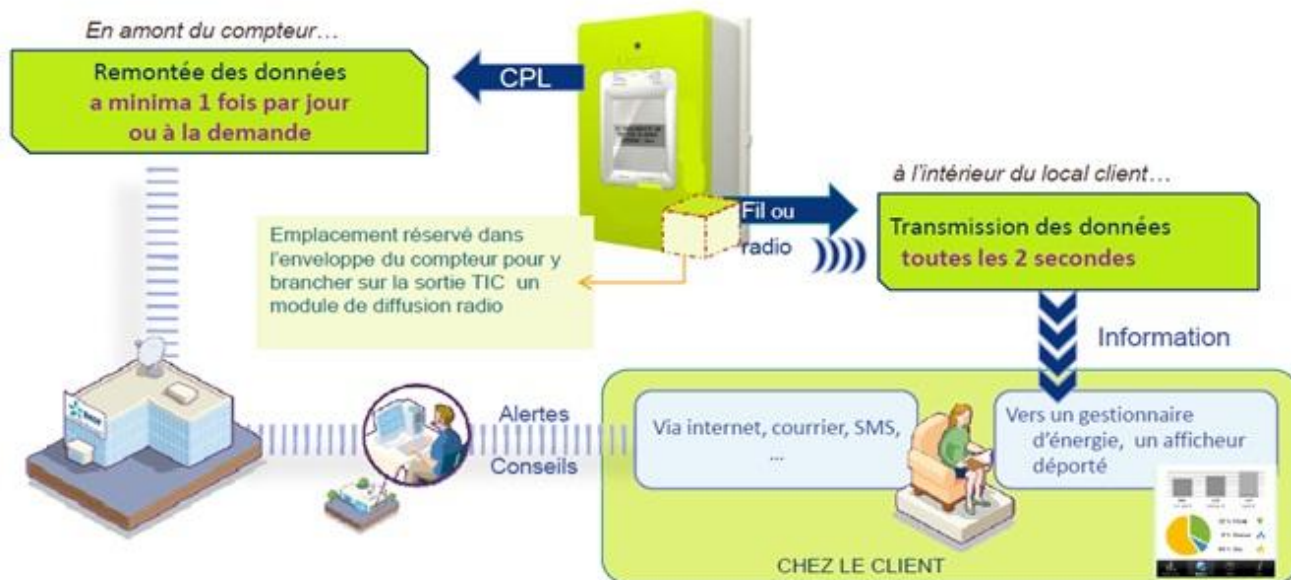 En amont du compteur…
Remontée des données
a minima 1 fois par jour
ou à la demande
CPL
à l'intérieur du local client…
Fil ou
radio
Transmission des données
toutes les 2 secondes
Emplacement réservé dans
l'enveloppe du compteur pour y
brancher sur la sortie TIC un
module de diffusion radio
Information
Alertes
Conseils
Via internet, courrier, SMS,
…
Vers un gestionnaire
d'énergie, un afficheur
déporté
CHEZ LE CLIENT